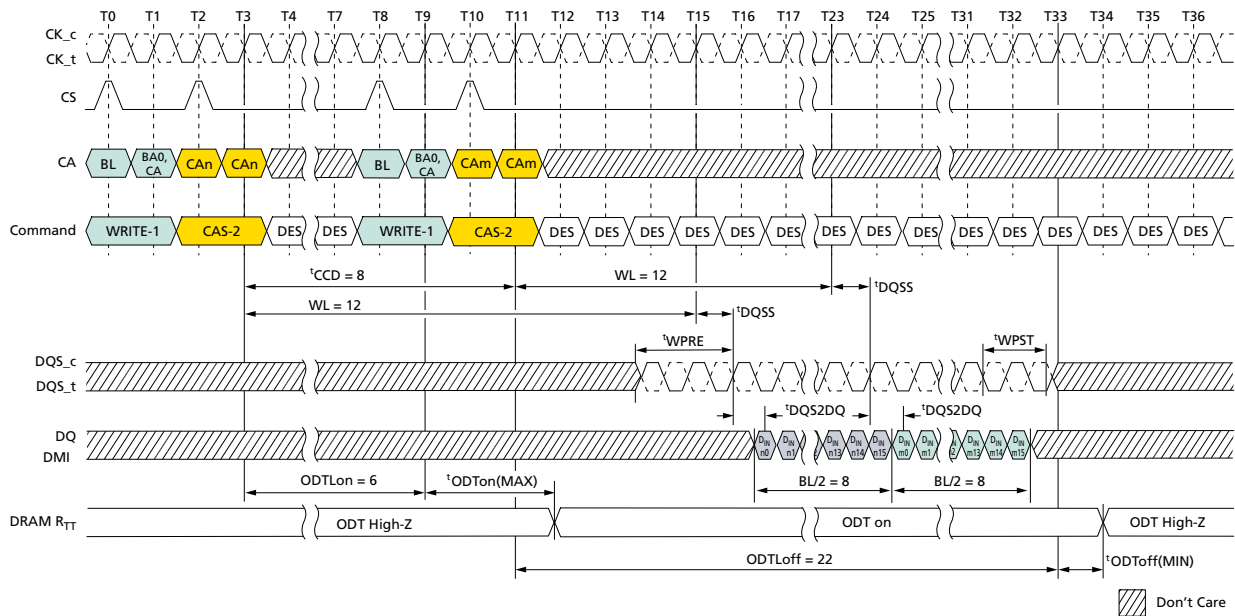 T0 T1 T2 T3 T4 T7 T8 T9 T10 T11 T12 T13 T14 T15 T16 T17 T23 T24 T25 T31 T32 T33 T34 T35 T36
CK_c
CK_t
CS
CA BL BA0, CA CAn CAn BL BA0, CA CAm CAm
Command WRITE-1 CAS-2 DES DES WRITE-1 CAS-2 DES DES DES DES DES DES DES DES DES DES DES DES DES DES DES
tCCD = 8 WL = 12
tDQSS
WL = 12 tDQSS
tWPRE tWPST
DQS_c
DQS_t
tDQS2DQ tDQS2DQ
DQ
DMI
DIN n0 DIN n1 DIN n13 DIN n14 DIN n15 DIN m0 DIN m1 DIN m13 DIN m14 DIN m15
ODTLon = 6 tODTon(MAX) BL/2 = 8 BL/2 = 8
DRAM RTT ODT High-Z ODT on ODT High-Z
ODTLoff = 22 tODToff(MIN)
Don't Care